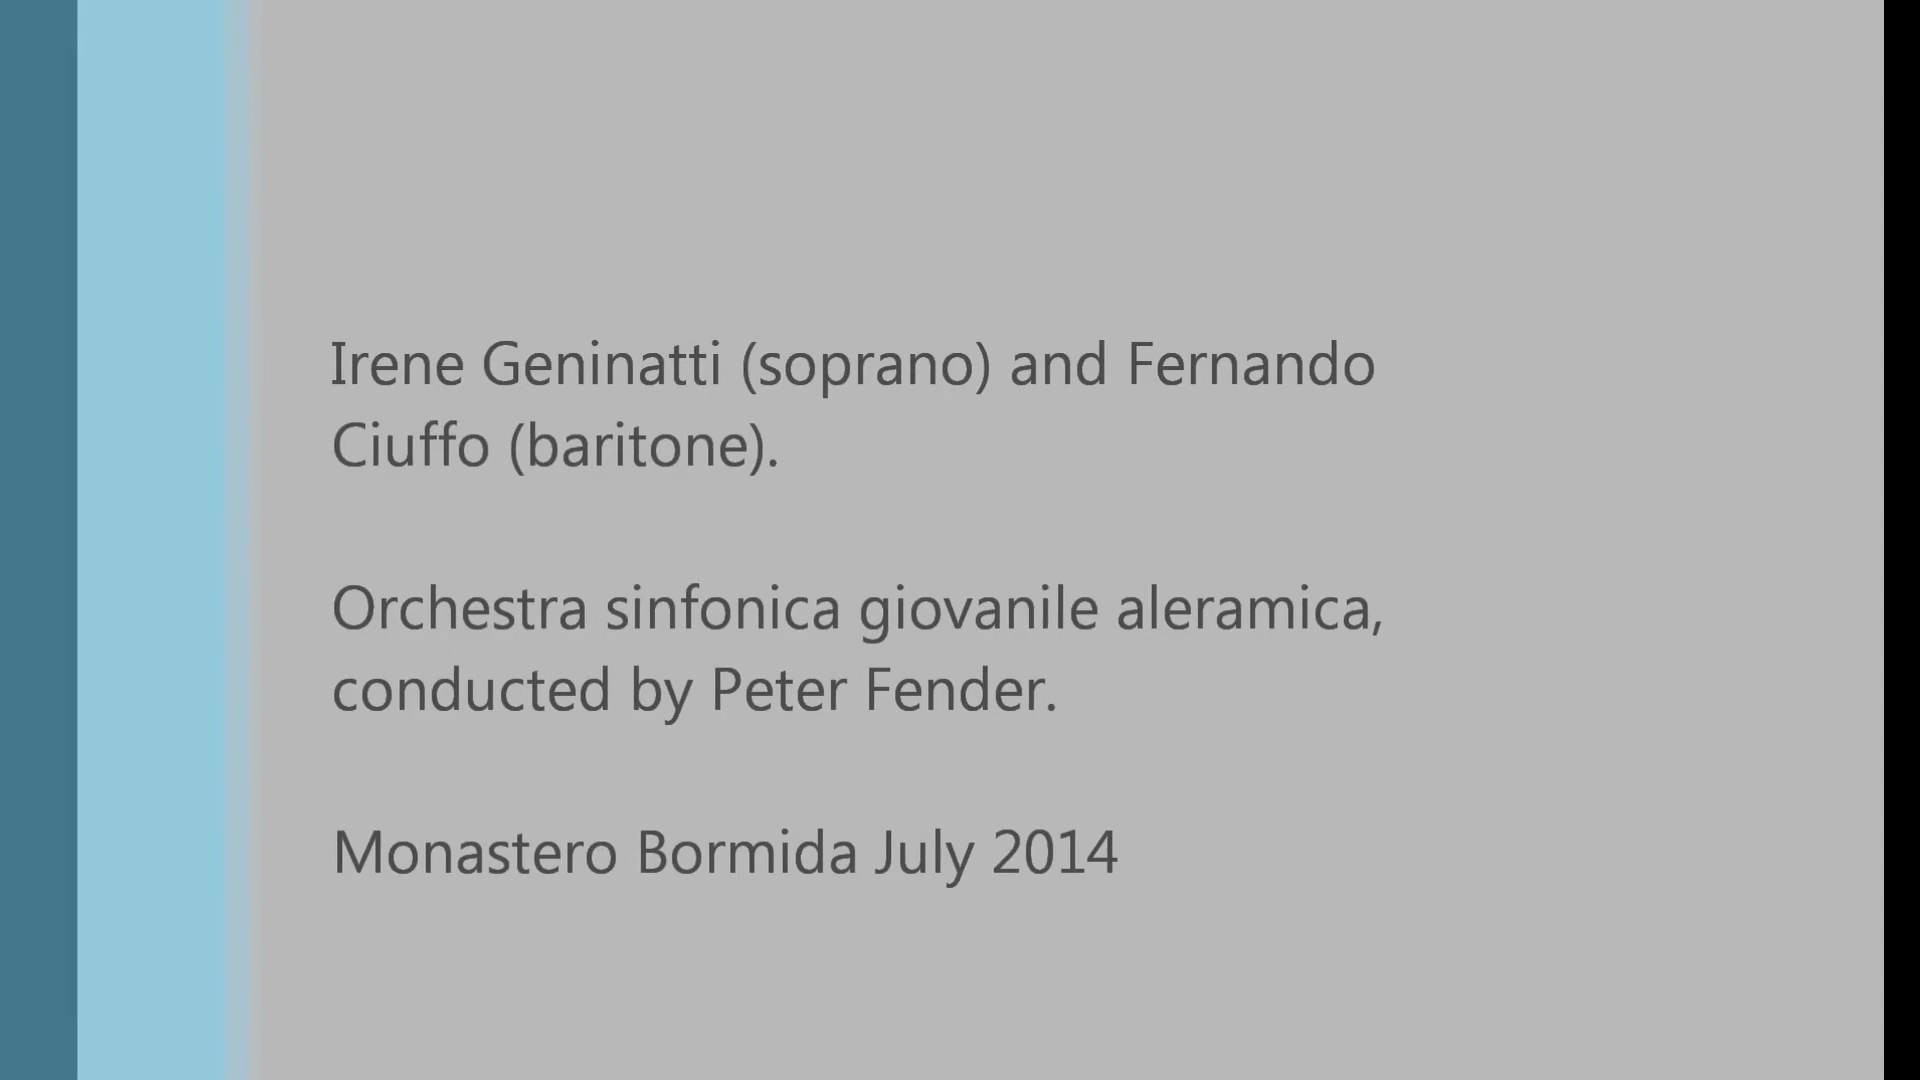 Irene Geninatti (soprano) and Fernando
Ciuffo (baritone).
Orchestra sinfonica giovanile aleramica,
conducted by Peter Fender.
Monastero Bormida July 2014